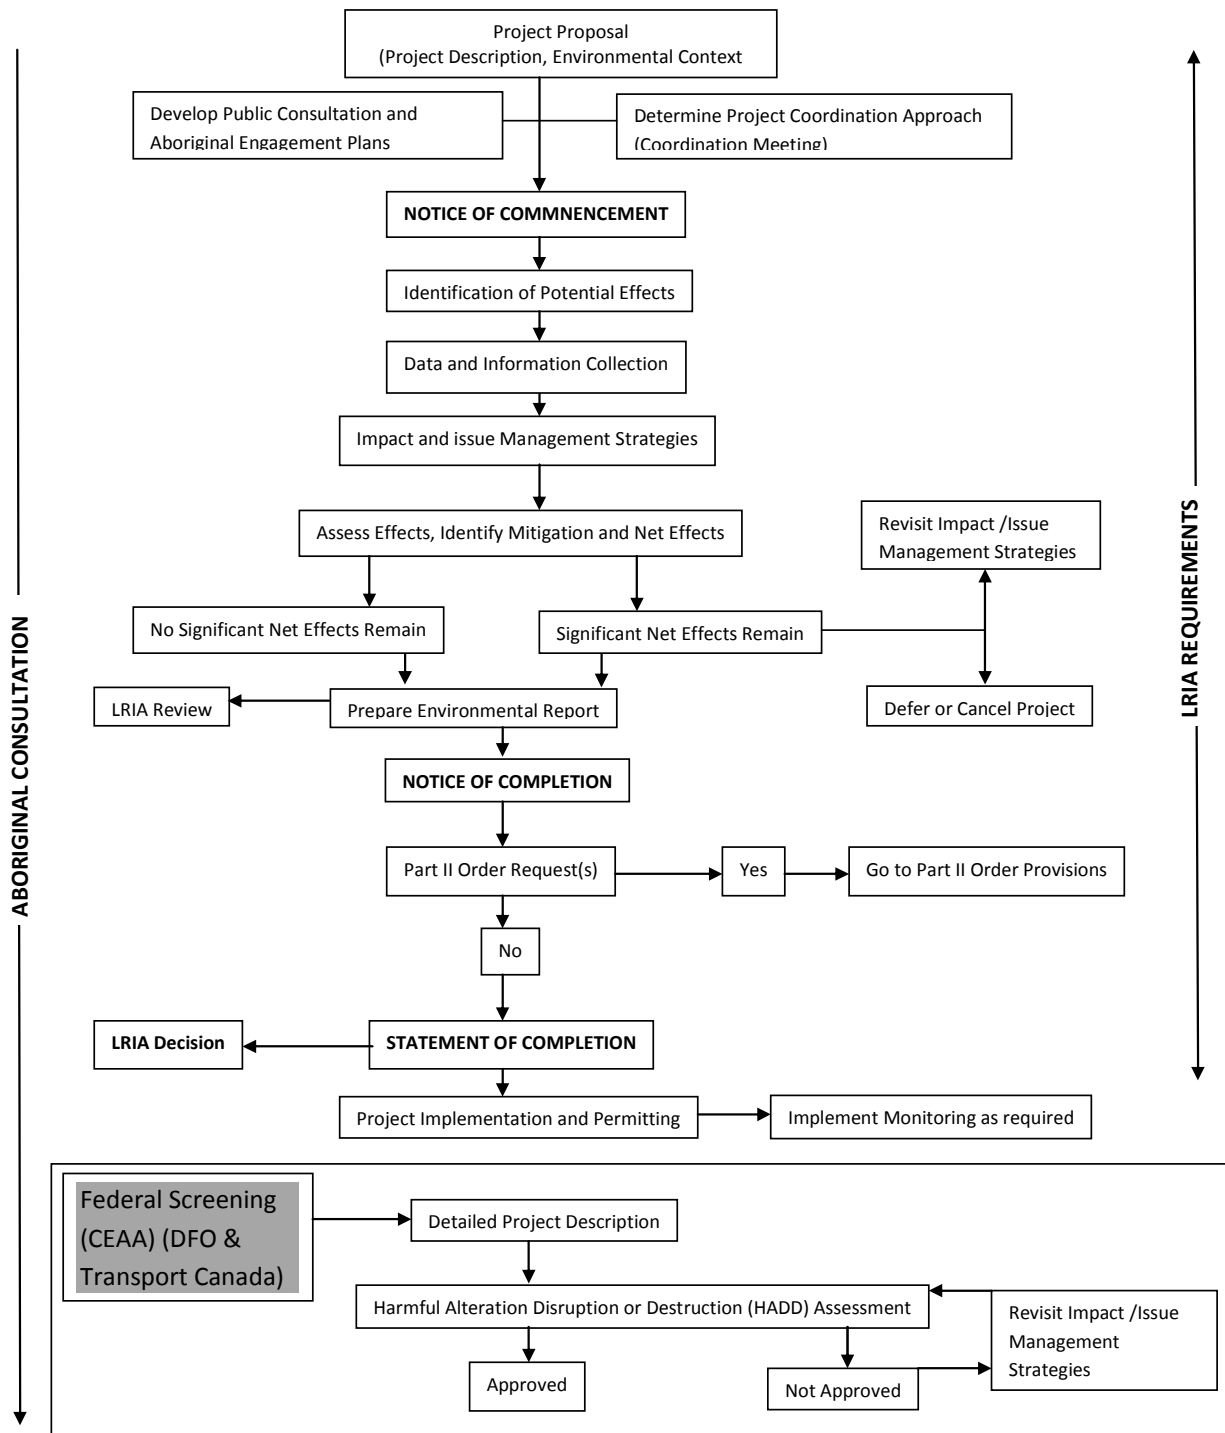 Project Proposal
(Project Description, Environmental Context
Develop Public Consultation and
Aboriginal Engagement Plans
Determine Project Coordination Approach
(Coordination Meeting)
NOTICE OF COMMNENCEMENT
Identification of Potential Effects
Data and Information Collection
Impact and issue Management Strategies
Assess Effects, Identify Mitigation and Net Effects
Revisit Impact /Issue
Management Strategies
No Significant Net Effects Remain
Significant Net Effects Remain
LRIA Review
Prepare Environmental Report
Defer or Cancel Project
NOTICE OF COMPLETION
Part II Order Request(s)
Yes
Go to Part II Order Provisions
No
LRIA Decision
STATEMENT OF COMPLETION
Project Implementation and Permitting
Implement Monitoring as required
ABORIGINAL CONSULTATION
LRIA REQUIREMENTS
Federal Screening
(CEAA) (DFO &
Transport Canada)
Detailed Project Description
Harmful Alteration Disruption or Destruction (HADD) Assessment
Revisit Impact /Issue
Management
Strategies
Approved
Not Approved